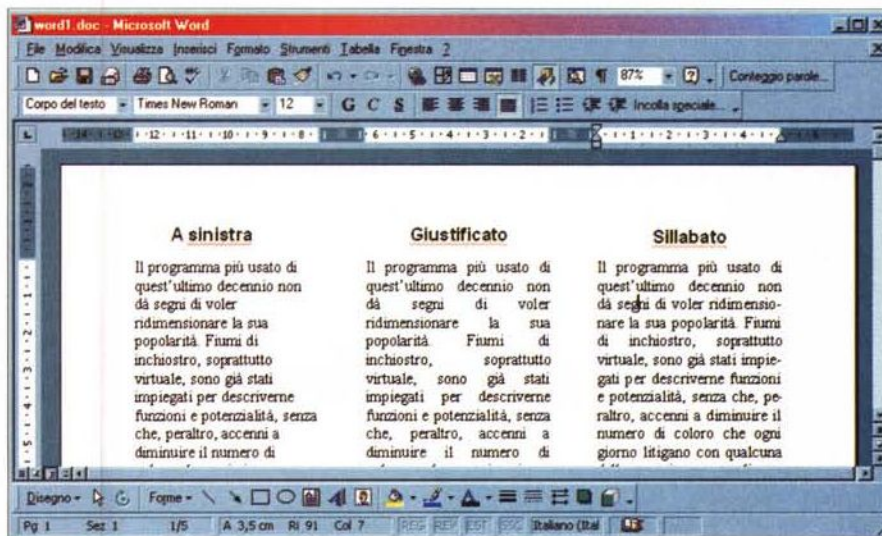 word1.doc - Microsoft Word
File Modifica Visualizza Inserisci Formato Strumenti Tabella Finestra ?
87% Conteggio parole...
Corpo del testo Times New Roman 12 G C S Incolla speciale...
A sinistra
Il programma più usato di
quest'ultimo decennio non
dà segni di voler
ridimensionare la sua
popolarità. Fiumi di
inchiostro, soprattutto
virtuale, sono già stati
impiegati per descriverne
funzioni e potenzialità, senza
che, peraltro, accenni a
diminuire il numero di
Giustificato
Il programma più usato di
quest'ultimo decennio non
dà segni di voler
ridimensionare la sua
popolarità. Fiumi di
inchiostro, soprattutto
virtuale, sono già stati
impiegati per descriverne
funzioni e potenzialità, senza
che, peraltro, accenni a
diminuire il numero di
Sillabato
Il programma più usato di
quest'ultimo decennio non
dà segni di voler ridimensio-
nare la sua popolarità. Fiumi
di inchiostro, soprattutto
virtuale, sono già stati impie-
gati per descriverne funzioni
e potenzialità, senza che, pe-
raltro, accenni a diminuire il
numero di coloro che ogni
giorno litigano con qualcuna
Disegno Forme
Pg 1 Sez 1 1/5 A 3,5 cm Ri 91 Col 7 REG REV EST SSC Italiano (Ital